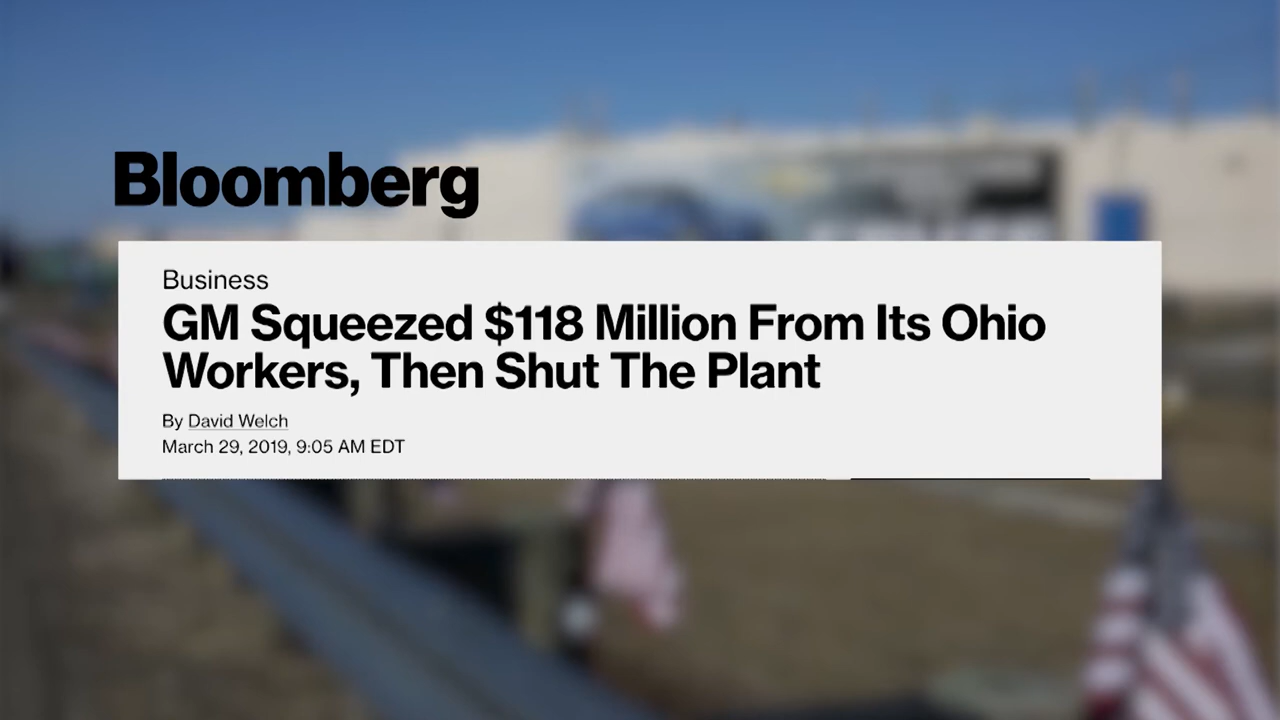 Bloomberg
Business
GM Squeezed $118 Million From Its Ohio
Workers, Then Shut The Plant
By David Welch
March 29, 2019, 9:05 AM EDT